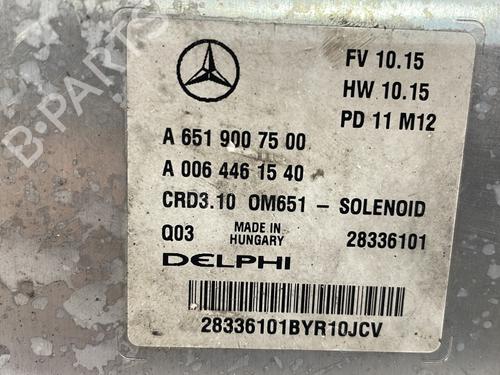 B-PARTS
FV 10.15
HW 10.15
PD 11 M12
A 651 900 75 00
A 006 446 15 40
CRD3.10 OM651 - SOLENOID
Q03 MADE IN HUNGARY 28336101
DELPHI
28336101BYR10JCV